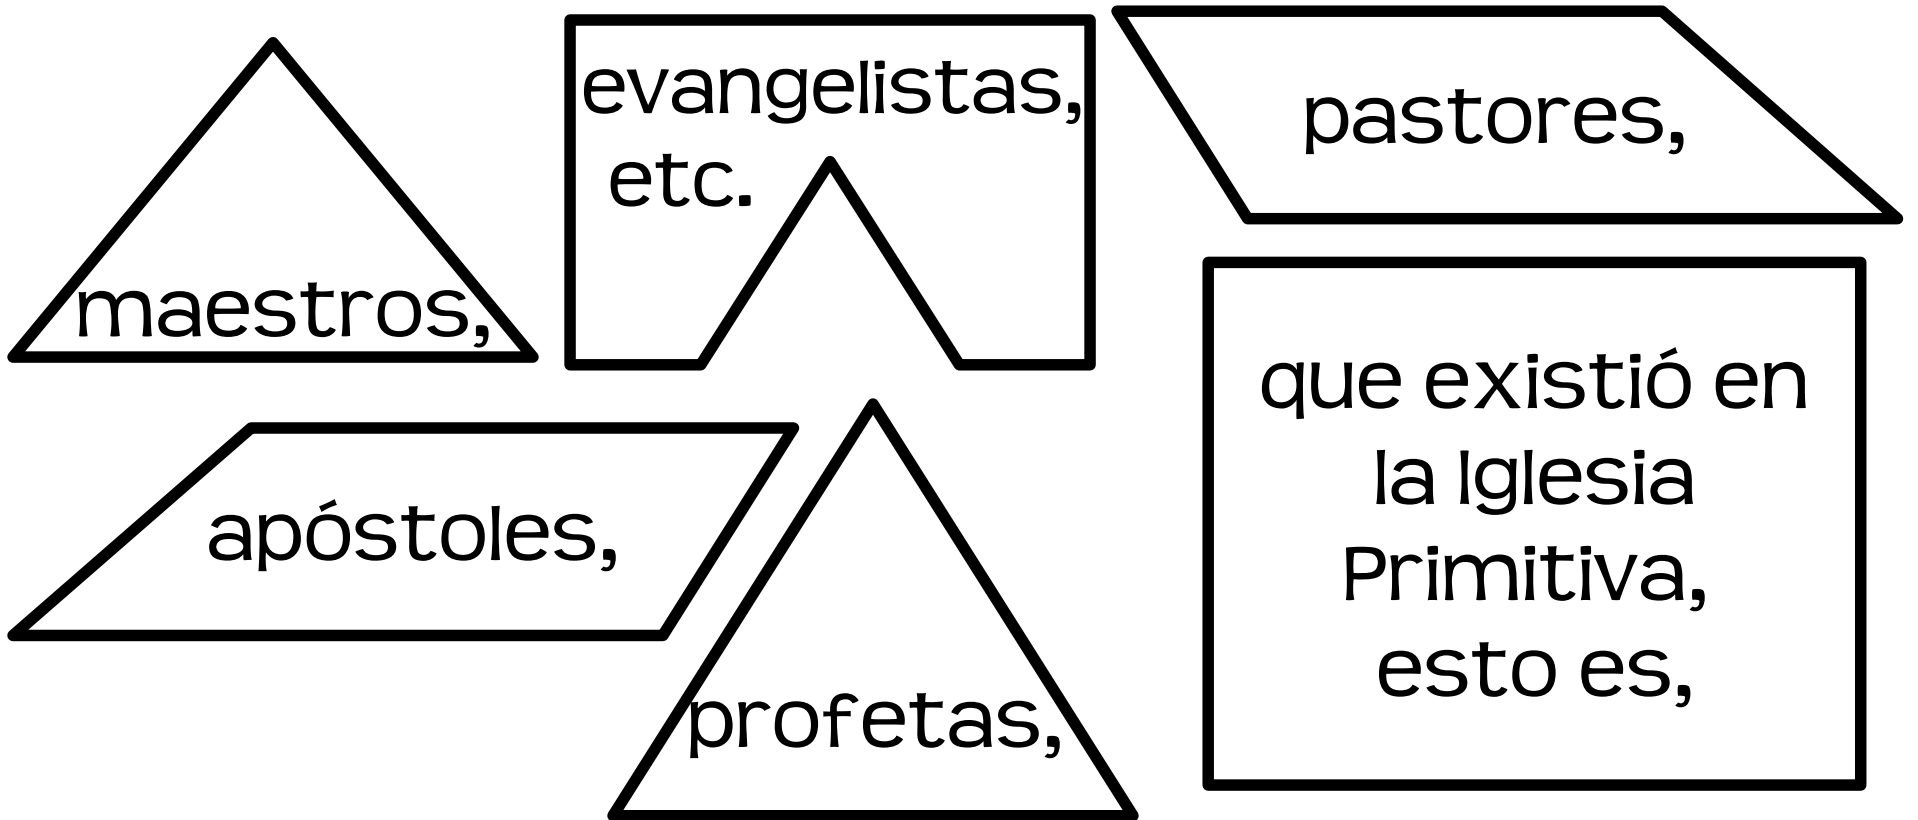 evangelistas,
etc.
pastores,
maestros,
que existió en
la Iglesia
Primitiva,
esto es,
apóstoles,
profetas,